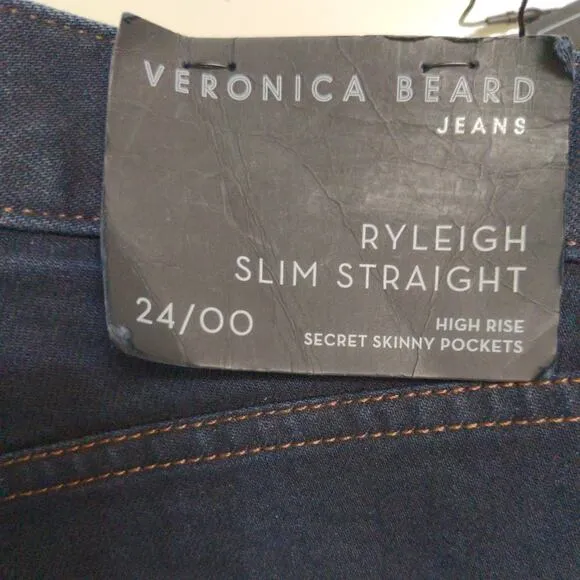 VERONICA BEARD
JEANS
RYLEIGH
SLIM STRAIGHT
24/00
HIGH RISE
SECRET SKINNY POCKETS